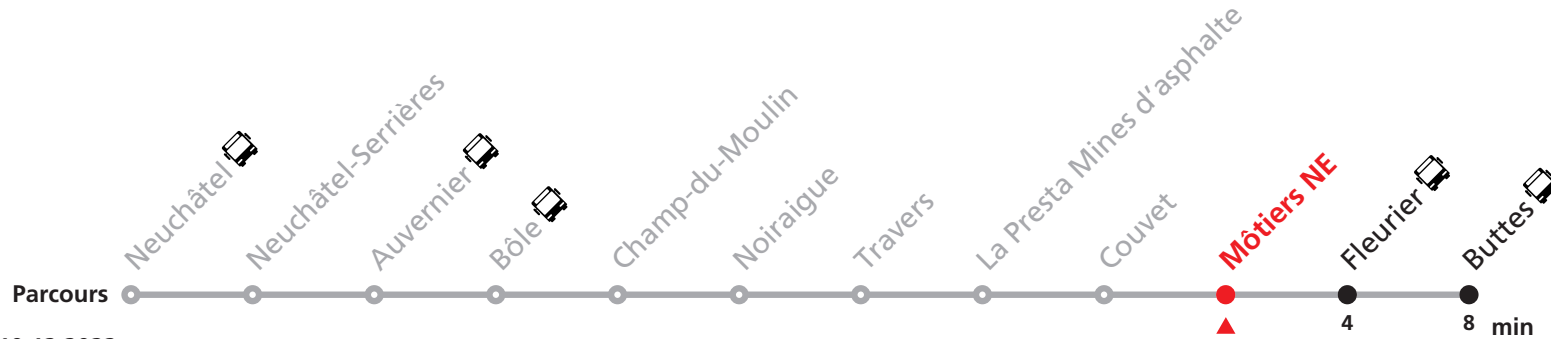 Neuchâtel
Neuchâtel-Serrières
Auvernier
Bôle
Champ-du-Moulin
Noiraigue
Travers
La Presta Mines d'asphalte
Couvet
Môtiers NE
Fleurier
Buttes
Parcours
4
8 min